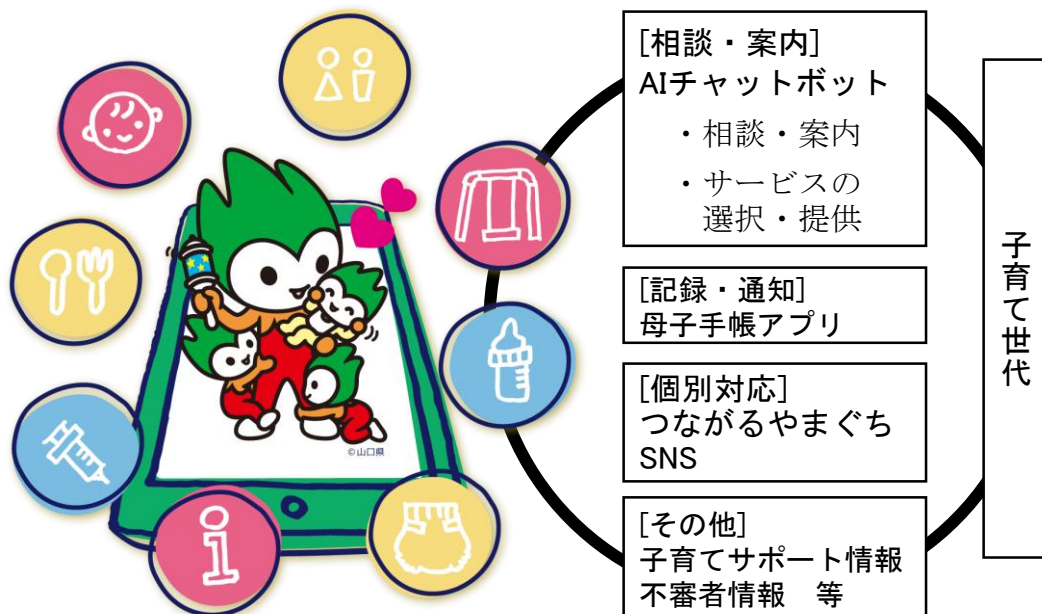 [相談・案内]
AIチャットボット
・相談・案内
・サービスの
選択・提供
[記録・通知]
母子手帳アプリ
[個別対応]
つながるやまぐち
SNS
[その他]
子育てサポート情報
不審者情報　等
子育て世代
©山口県